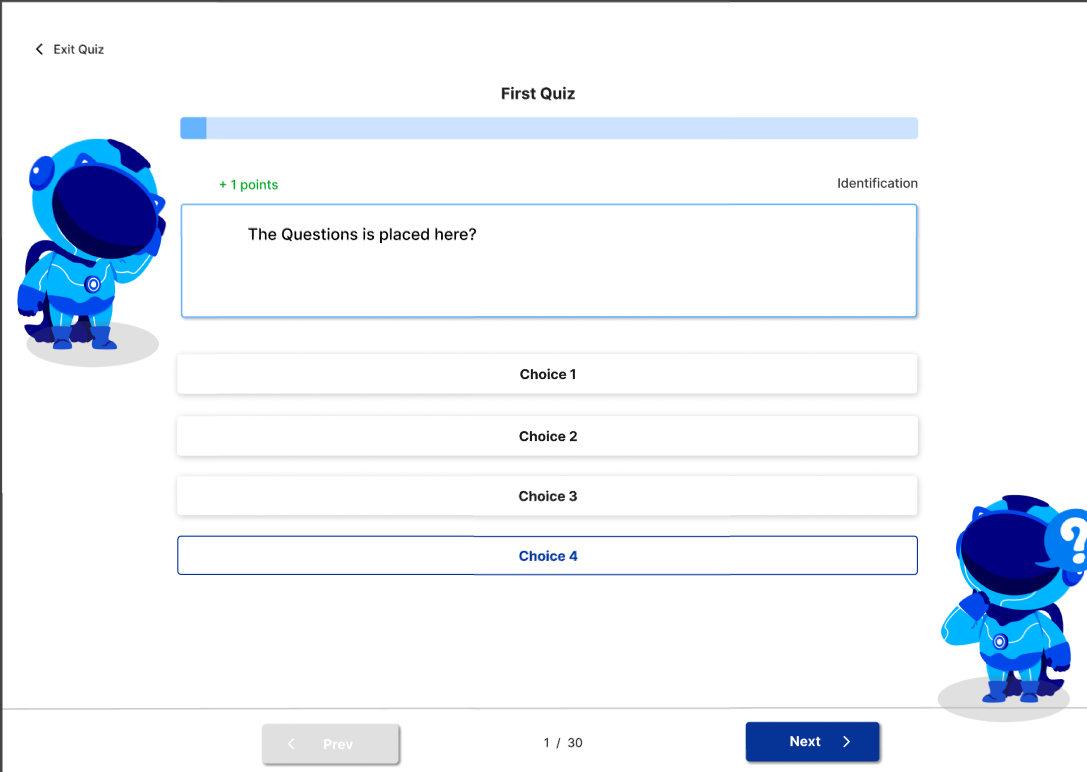 Exit Quiz
First Quiz
+ 1 points
Identification
The Questions is placed here?
Choice 1
Choice 2
Choice 3
Choice 4
?
Prev
1 / 30
Next